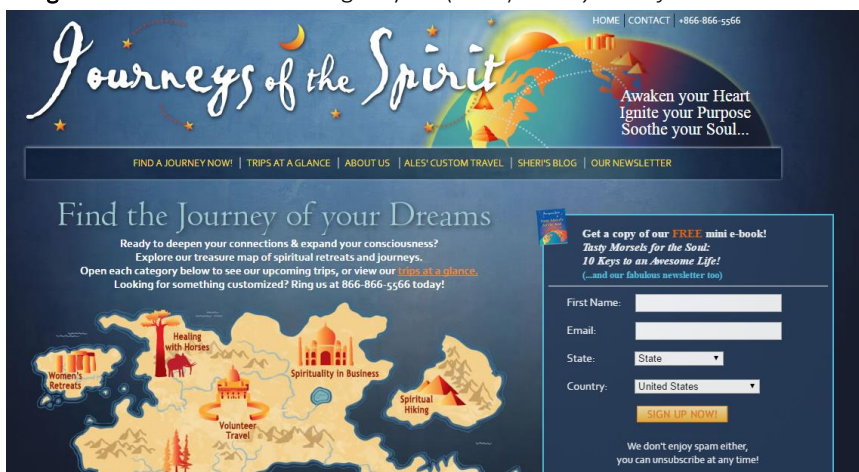 HOME | CONTACT | +866-866-5566
Journeys of the Spirit
Awaken your Heart
Ignite your Purpose
Soothe your Soul...
FIND A JOURNEY NOW! | TRIPS AT A GLANCE | ABOUT US | ALES' CUSTOM TRAVEL | SHERI'S BLOG | OUR NEWSLETTER
Find the Journey of your Dreams
Ready to deepen your connections & expand your consciousness?
Explore our treasure map of spiritual retreats and journeys.
Open each category below to see our upcoming trips, or view our trips at a glance.
Looking for something customized? Ring us at 866-866-5566 today!
Healing
with Horses
Women's
Retreats
Spirituality in Business
Spiritual
Hiking
Volunteer
Travel
Get a copy of our FREE mini e-book!
Tasty Morsels for the Soul:
10 Keys to an Awesome Life!
(...and our fabulous newsletter too)
First Name:
Email:
State: State
Country: United States
SIGN UP NOW!
We don't enjoy spam either,
you can unsubscribe at any time!